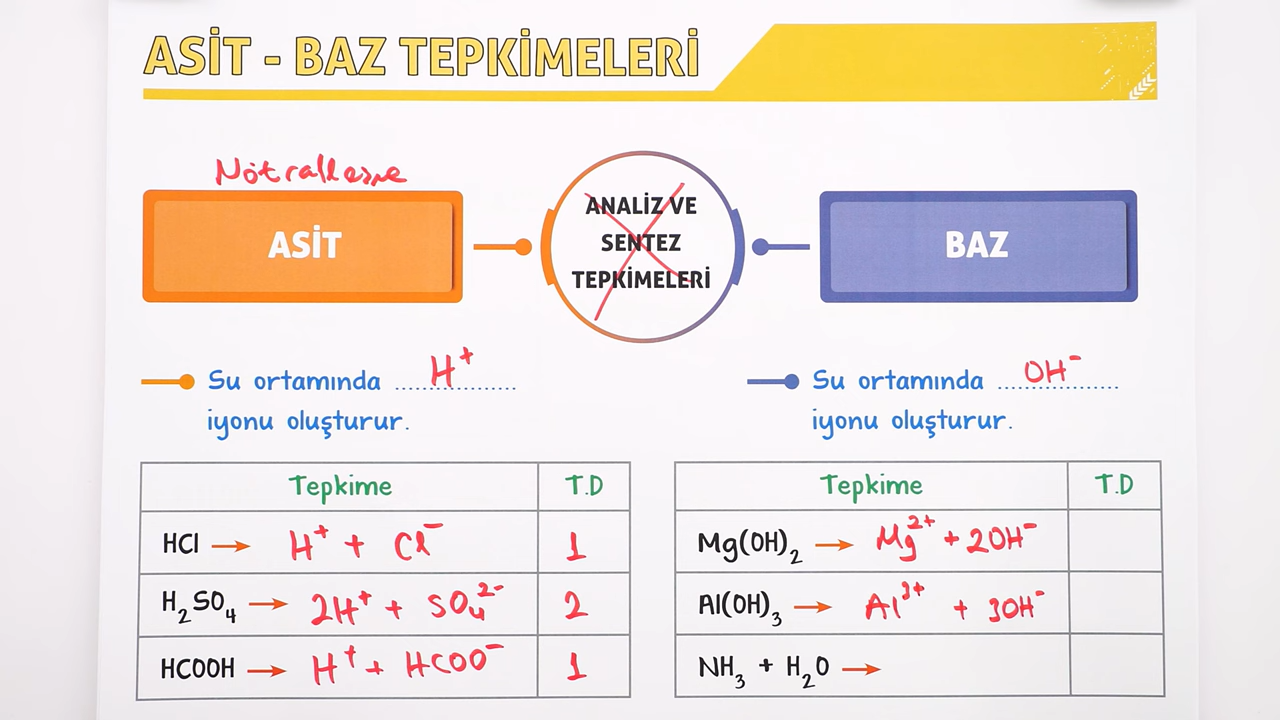 ASİT - BAZ TEPKİMELERİ
Nötralleşme
ASİT
ANALİZ VE
SENTEZ
TEPKİMELERİ
BAZ
Su ortamında .....H⁺.....
iyonu oluşturur.
Su ortamında .....OH⁻.....
iyonu oluşturur.
Tepkime T.D
HCl → H⁺ + Cl⁻ 1
H₂SO₄ → 2H⁺ + SO₄²⁻ 2
HCOOH → H⁺ + HCOO⁻ 1
Tepkime T.D
Mg(OH)₂ → Mg²⁺ + 2OH⁻
Al(OH)₃ → Al³⁺ + 3OH⁻
NH₃ + H₂O →